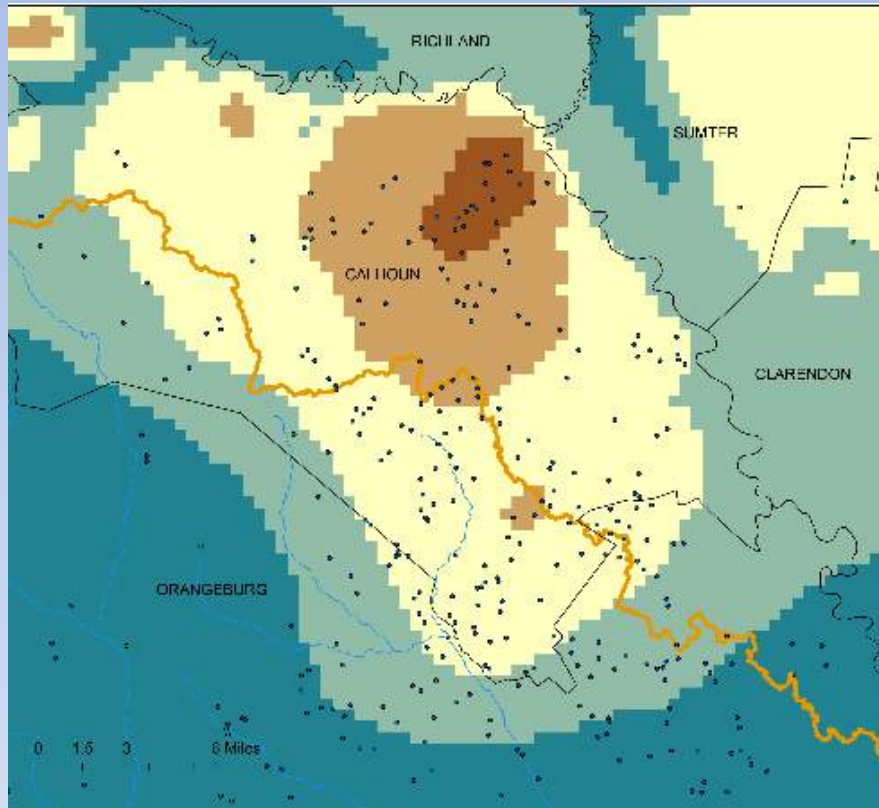 RICHLAND
SUMTER
CALHOUN
CLARENDON
ORANGEBURG
0 1.5 3 6 Miles